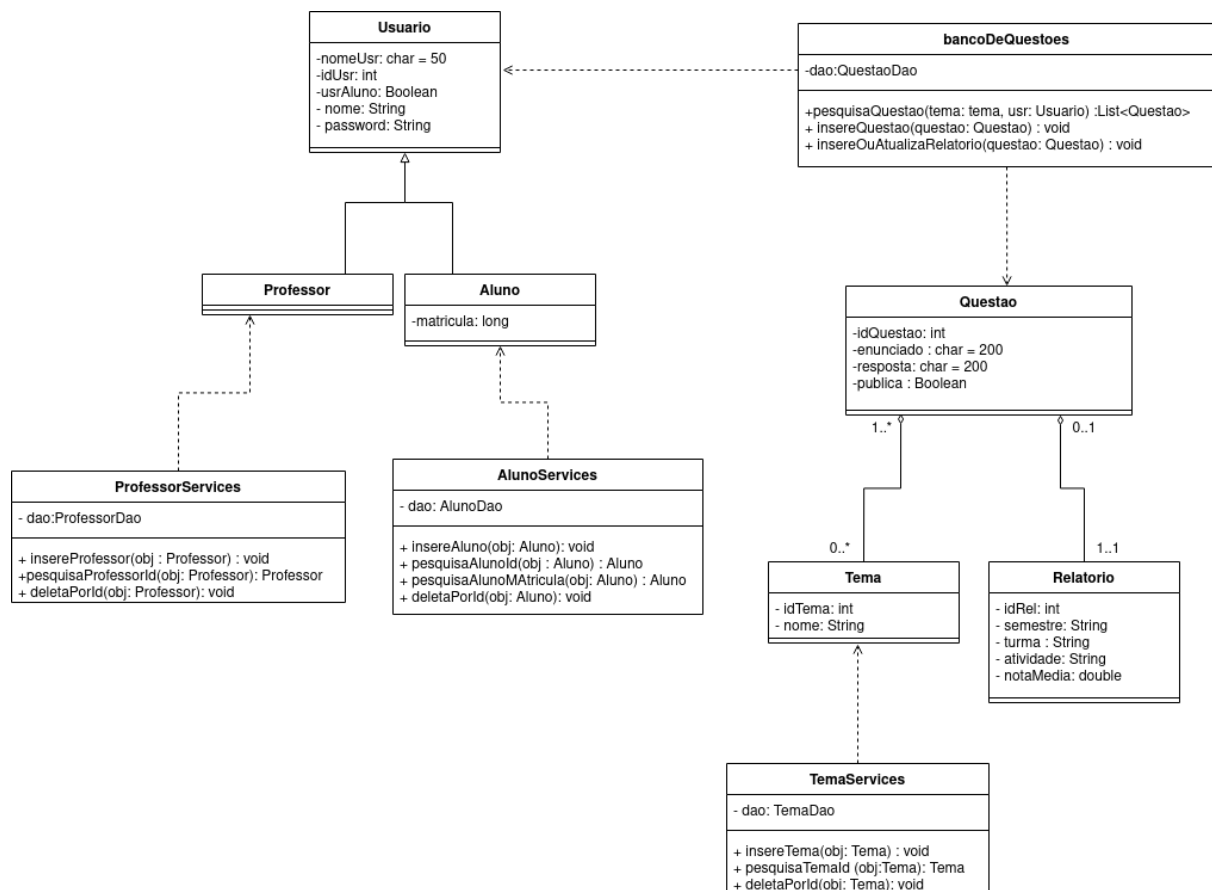 Usuario
-nomeUsr: char = 50
-idUsr: int
-usrAluno: Boolean
- nome: String
- password: String
bancoDeQuestoes
-dao:QuestaoDao
+pesquisaQuestao(tema: tema, usr: Usuario) :List<Questao>
+ insereQuestao(questao: Questao) : void
+ insereOuAtualizaRelatorio(questao: Questao) : void
Professor
Aluno
-matricula: long
Questao
-idQuestao: int
-enunciado : char = 200
-resposta: char = 200
-publica : Boolean
1..*
0..1
ProfessorServices
- dao:ProfessorDao
+ insereProfessor(obj : Professor) : void
+pesquisaProfessorId(obj: Professor): Professor
+ deletaPorId(obj: Professor): void
AlunoServices
- dao: AlunoDao
+ insereAluno(obj: Aluno): void
+ pesquisaAlunoId(obj : Aluno) : Aluno
+ pesquisaAlunoMAtricula(obj: Aluno) : Aluno
+ deletaPorId(obj: Aluno): void
0..*
1..1
Tema
- idTema: int
- nome: String
Relatorio
- idRel: int
- semestre: String
- turma : String
- atividade: String
- notaMedia: double
TemaServices
- dao: TemaDao
+ insereTema(obj: Tema) : void
+ pesquisaTemaId (obj:Tema): Tema
+ deletaPorId(obj: Tema): void